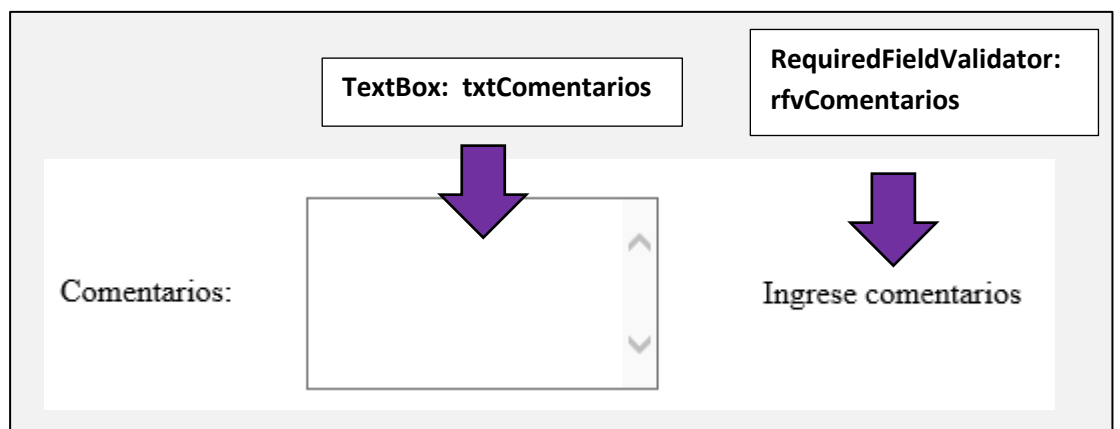 TextBox: txtComentarios
RequiredFieldValidator:
rfvComentarios
Comentarios:
Ingrese comentarios